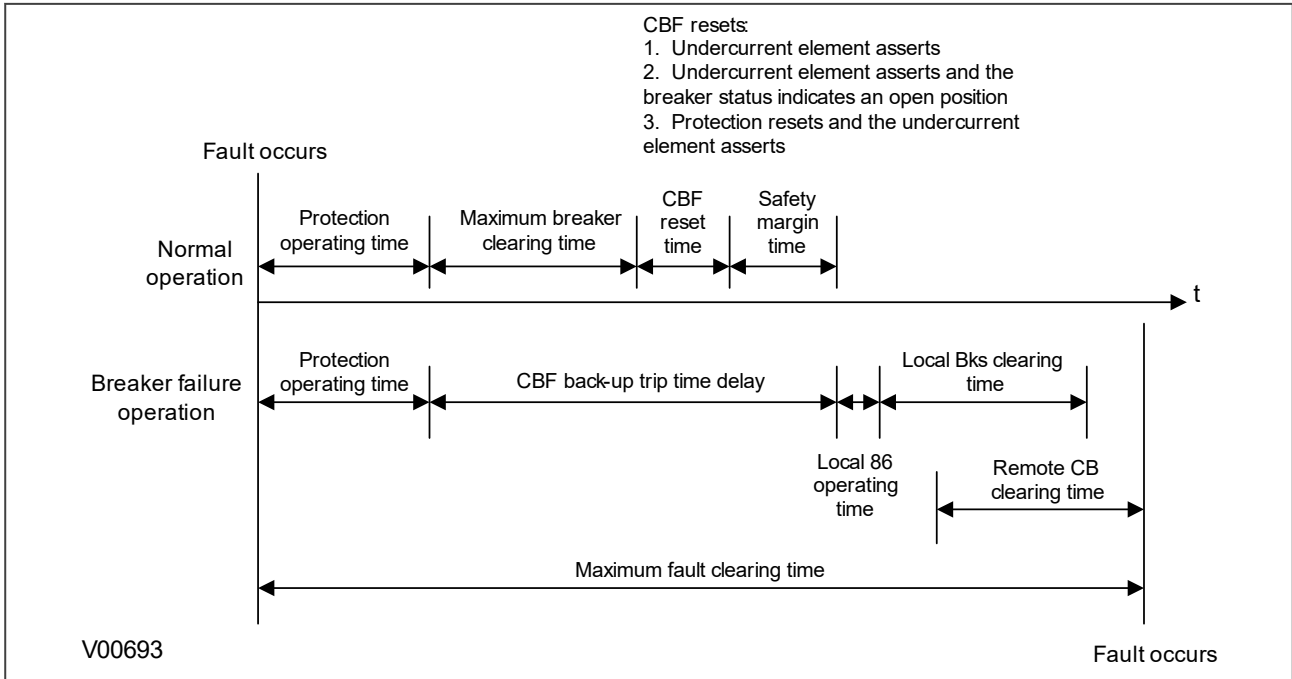 CBF resets:
1. Undercurrent element asserts
2. Undercurrent element asserts and the
breaker status indicates an open position
3. Protection resets and the undercurrent
element asserts
Fault occurs
Normal
operation
Protection
operating time
Maximum breaker
clearing time
CBF
reset
time
Safety
margin
time
t
Breaker failure
operation
Protection
operating time
CBF back-up trip time delay
Local Bks clearing
time
Local 86
operating
time
Remote CB
clearing time
Maximum fault clearing time
V00693
Fault occurs